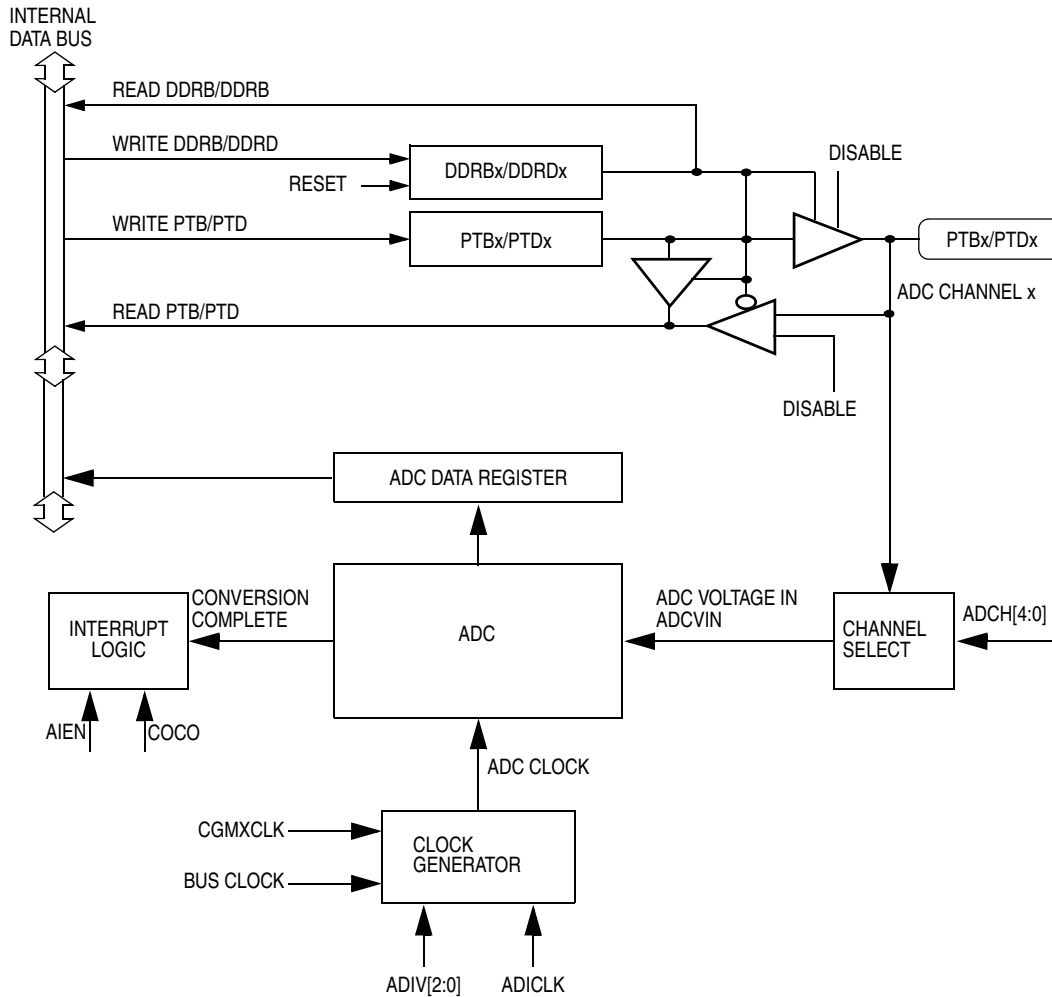 INTERNAL
DATA BUS
READ DDRB/DDRB
WRITE DDRB/DDRD
RESET
DDRBx/DDRDx
DISABLE
WRITE PTB/PTD
PTBx/PTDx
PTBx/PTDx
ADC CHANNEL x
READ PTB/PTD
DISABLE
ADC DATA REGISTER
INTERRUPT
LOGIC
CONVERSION
COMPLETE
ADC
ADC VOLTAGE IN
ADCVIN
CHANNEL
SELECT
ADCH[4:0]
AIEN
COCO
ADC CLOCK
CGMXCLK
BUS CLOCK
CLOCK
GENERATOR
ADIV[2:0]
ADICLK